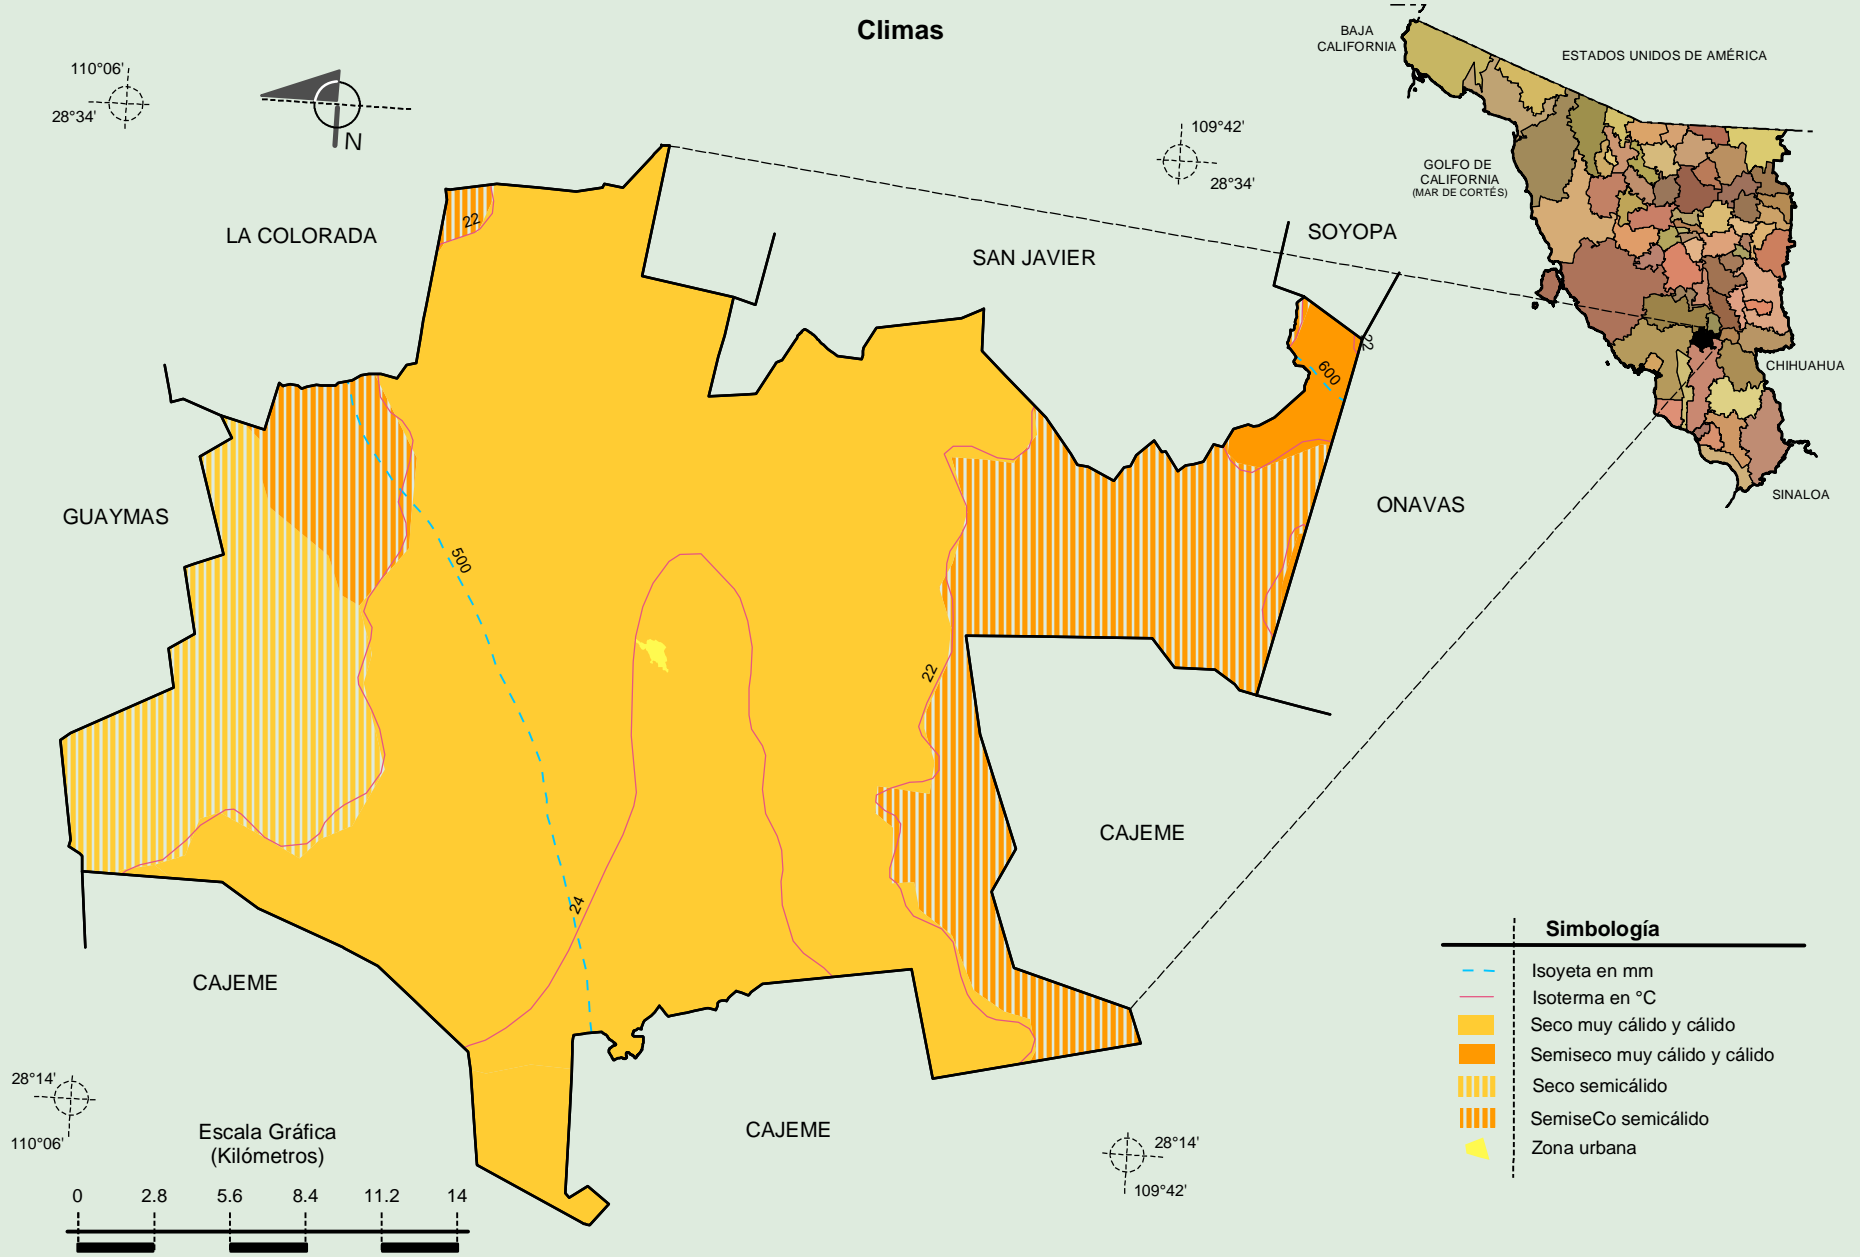 Climas
BAJA
CALIFORNIA
ESTADOS UNIDOS DE AMÉRICA
110°06'
28°34'
N
109°42'
28°34'
GOLFO DE
CALIFORNIA
(MAR DE CORTÉS)
LA COLORADA
22
SAN JAVIER
SOYOPA
22
600
CHIHUAHUA
SINALOA
GUAYMAS
500
ONAVAS
22
CAJEME
24
CAJEME
CAJEME
28°14'
110°06'
28°14'
109°42'
Escala Gráfica
(Kilómetros)
0 2.8 5.6 8.4 11.2 14
Simbología
Isoyeta en mm
Isoterma en °C
Seco muy cálido y cálido
Semiseco muy cálido y cálido
Seco semicálido
SemiseCo semicálido
Zona urbana